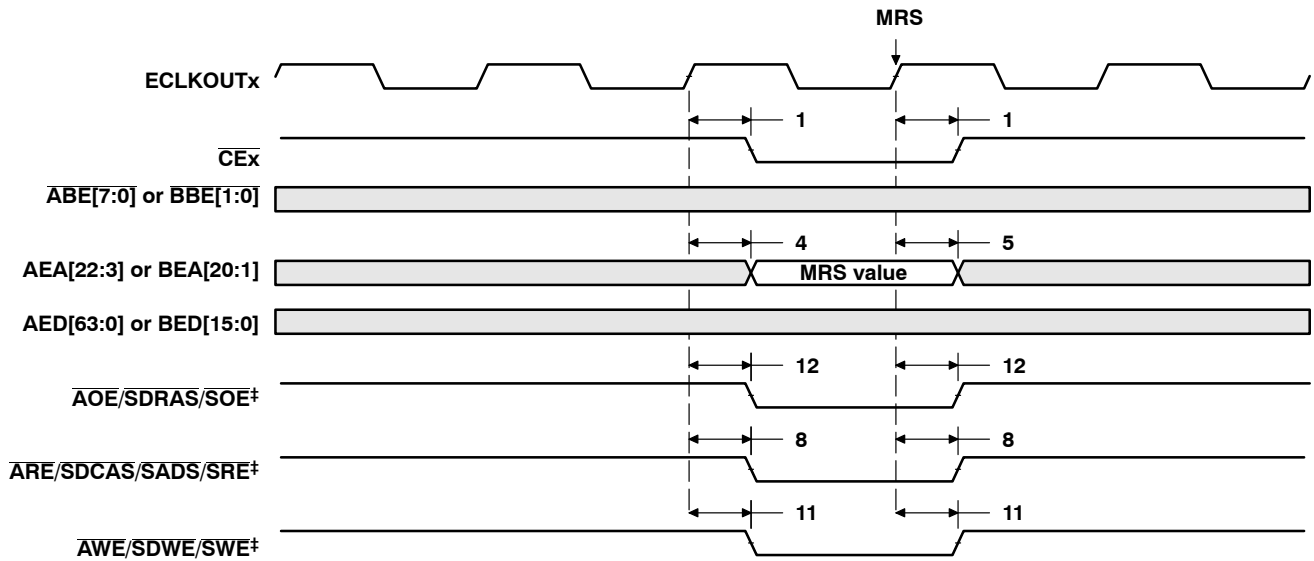 MRS
ECLKOUTx
1 1
CEx
ABE[7:0] or BBE[1:0]
4 5
AEA[22:3] or BEA[20:1] MRS value
AED[63:0] or BED[15:0]
12 12
AOE/SDRAS/SOE‡
8 8
ARE/SDCAS/SADS/SRE‡
11 11
AWE/SDWE/SWE‡